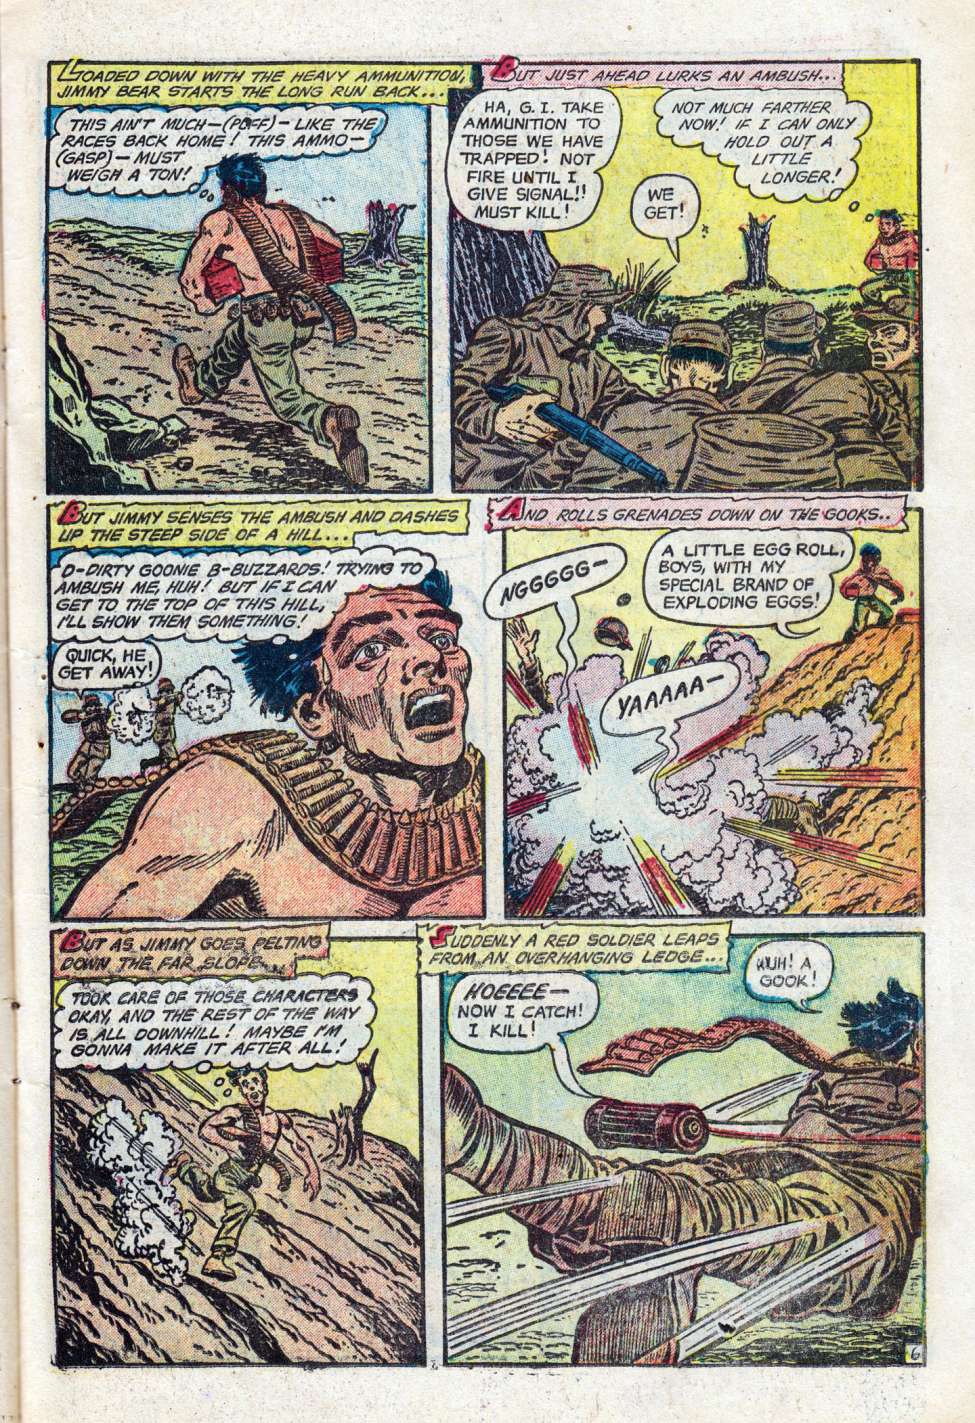 LOADED DOWN WITH THE HEAVY AMMUNITION,
JIMMY BEAR STARTS THE LONG RUN BACK...
THIS AIN'T MUCH—(PUFF)—LIKE THE
RACES BACK HOME! THIS AMMO—
(GASP)—MUST
WEIGH A TON!
BUT JUST AHEAD LURKS AN AMBUSH...
HA, G.I. TAKE
AMMUNITION TO
THOSE WE HAVE
TRAPPED! NOT
FIRE UNTIL I
GIVE SIGNAL!!
MUST KILL!
WE
GET!
NOT MUCH FARTHER
NOW! IF I CAN ONLY
HOLD OUT A
LITTLE
LONGER!
BUT JIMMY SENSES THE AMBUSH AND DASHES
UP THE STEEP SIDE OF A HILL...
D-DIRTY GOONIE B-BUZZARDS! TRYING TO
AMBUSH ME, HUH! BUT IF I CAN
GET TO THE TOP OF THIS HILL,
I'LL SHOW THEM SOMETHING!
QUICK, HE
GET AWAY!
AND ROLLS GRENADES DOWN ON THE GOOKS..
NGGGGG—
A LITTLE EGG ROLL,
BOYS, WITH MY
SPECIAL BRAND OF
EXPLODING EGGS!
YAAAAA—
BUT AS JIMMY GOES PELTING
DOWN THE FAR SLOPE...
TOOK CARE OF THOSE CHARACTERS
OKAY, AND THE REST OF THE WAY
IS ALL DOWNHILL! MAYBE I'M
GONNA MAKE IT AFTER ALL!
SUDDENLY A RED SOLDIER LEAPS
FROM AN OVERHANGING LEDGE...
HOEEEE—
NOW I CATCH!
I KILL!
HUH! A
GOOK!
6